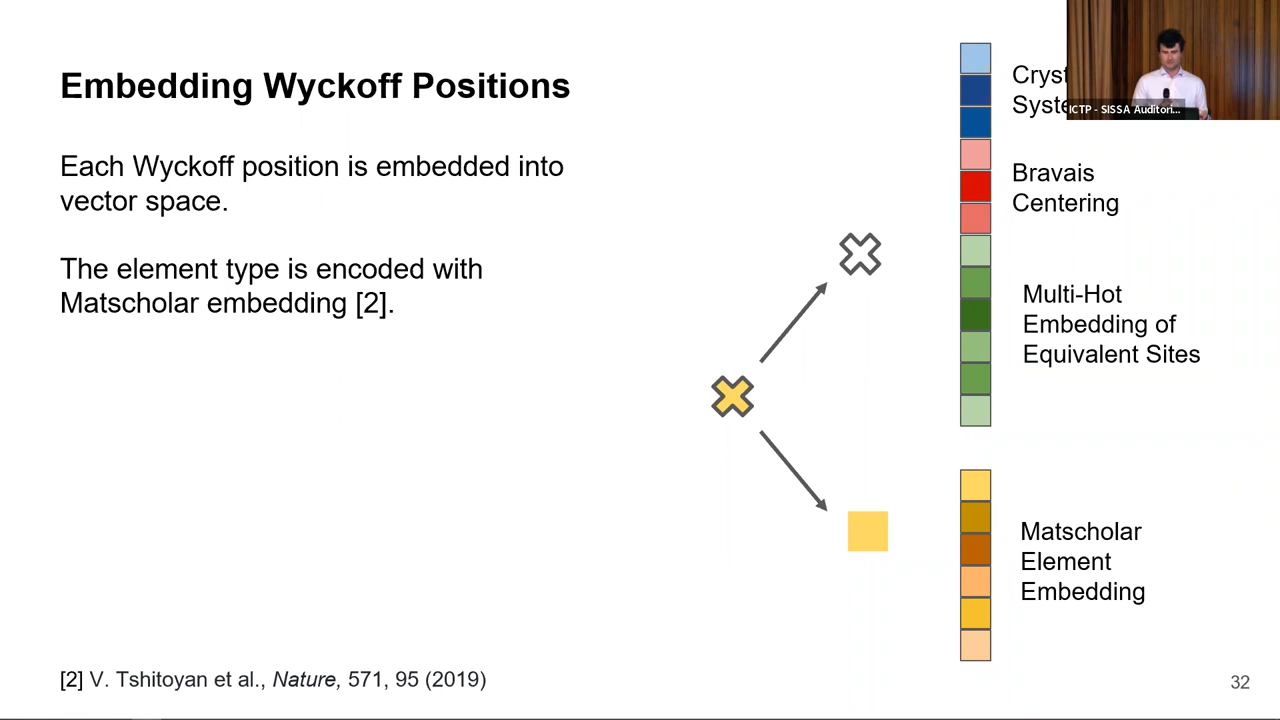 Embedding Wyckoff Positions
Each Wyckoff position is embedded into
vector space.
The element type is encoded with
Matscholar embedding [2].
Bravais
Centering
Multi-Hot
Embedding of
Equivalent Sites
Matscholar
Element
Embedding
ICTP - SISSA Auditori...
[2] V. Tshitoyan et al., Nature, 571, 95 (2019)
32